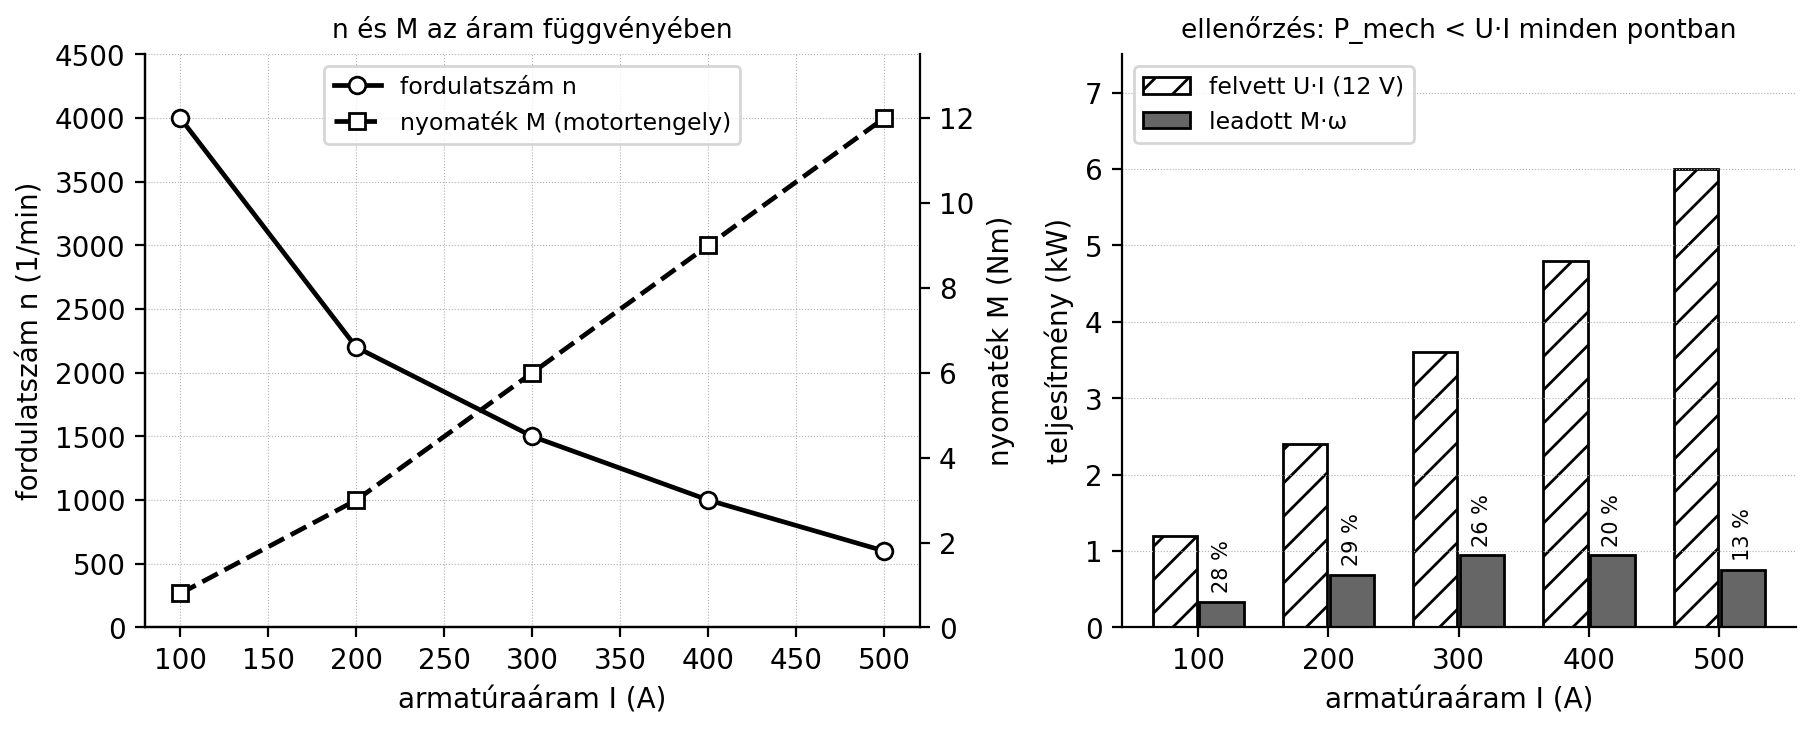 n és M az áram függvényében
fordulatszám n
nyomaték M (motortengely)
fordulatszám n (1/min)
4500
4000
3500
3000
2500
2000
1500
1000
500
0
12
10
8
6
4
2
0
nyomaték M (Nm)
100 150 200 250 300 350 400 450 500
armatúraáram I (A)
ellenőrzés: P_mech < U·I minden pontban
felvett U·I (12 V)
leadott M·ω
teljesítmény (kW)
7
6
5
4
3
2
1
0
28 %
29 %
26 %
20 %
13 %
100 200 300 400 500
armatúraáram I (A)